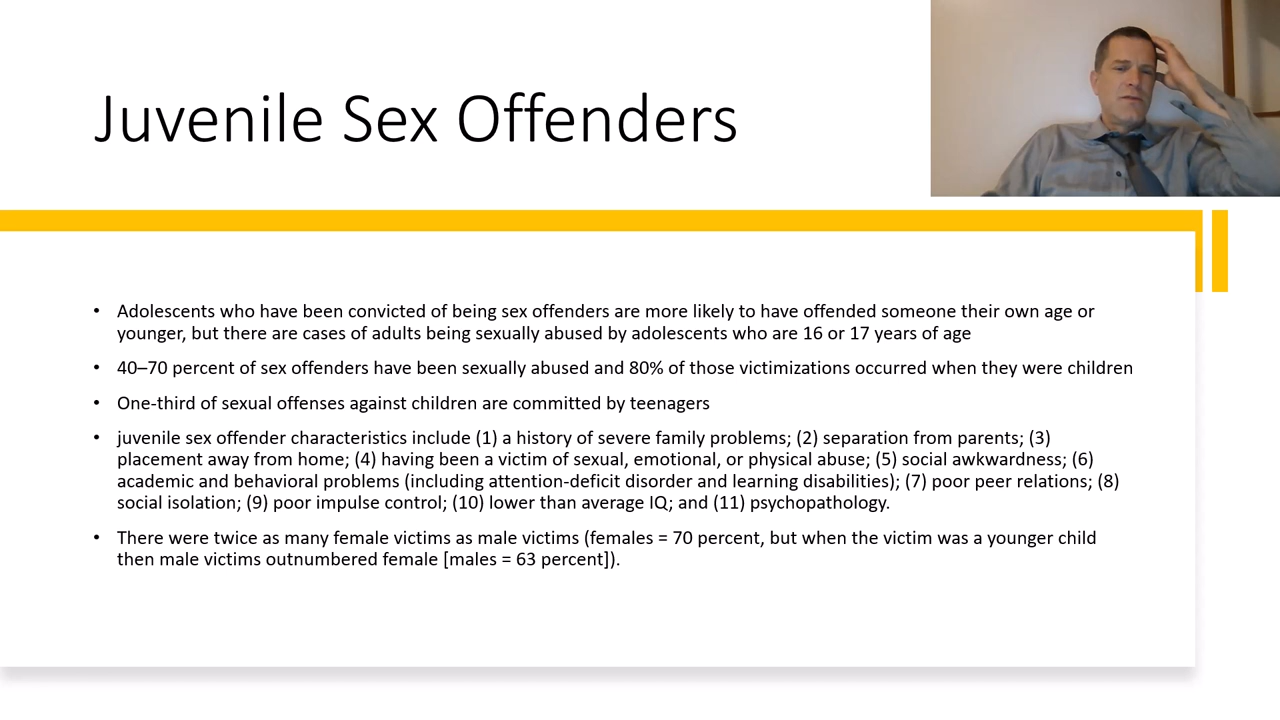 Juvenile Sex Offenders
• Adolescents who have been convicted of being sex offenders are more likely to have offended someone their own age or
younger, but there are cases of adults being sexually abused by adolescents who are 16 or 17 years of age
• 40–70 percent of sex offenders have been sexually abused and 80% of those victimizations occurred when they were children
• One-third of sexual offenses against children are committed by teenagers
• juvenile sex offender characteristics include (1) a history of severe family problems; (2) separation from parents; (3)
placement away from home; (4) having been a victim of sexual, emotional, or physical abuse; (5) social awkwardness; (6)
academic and behavioral problems (including attention-deficit disorder and learning disabilities); (7) poor peer relations; (8)
social isolation; (9) poor impulse control; (10) lower than average IQ; and (11) psychopathology.
• There were twice as many female victims as male victims (females = 70 percent, but when the victim was a younger child
then male victims outnumbered female [males = 63 percent]).